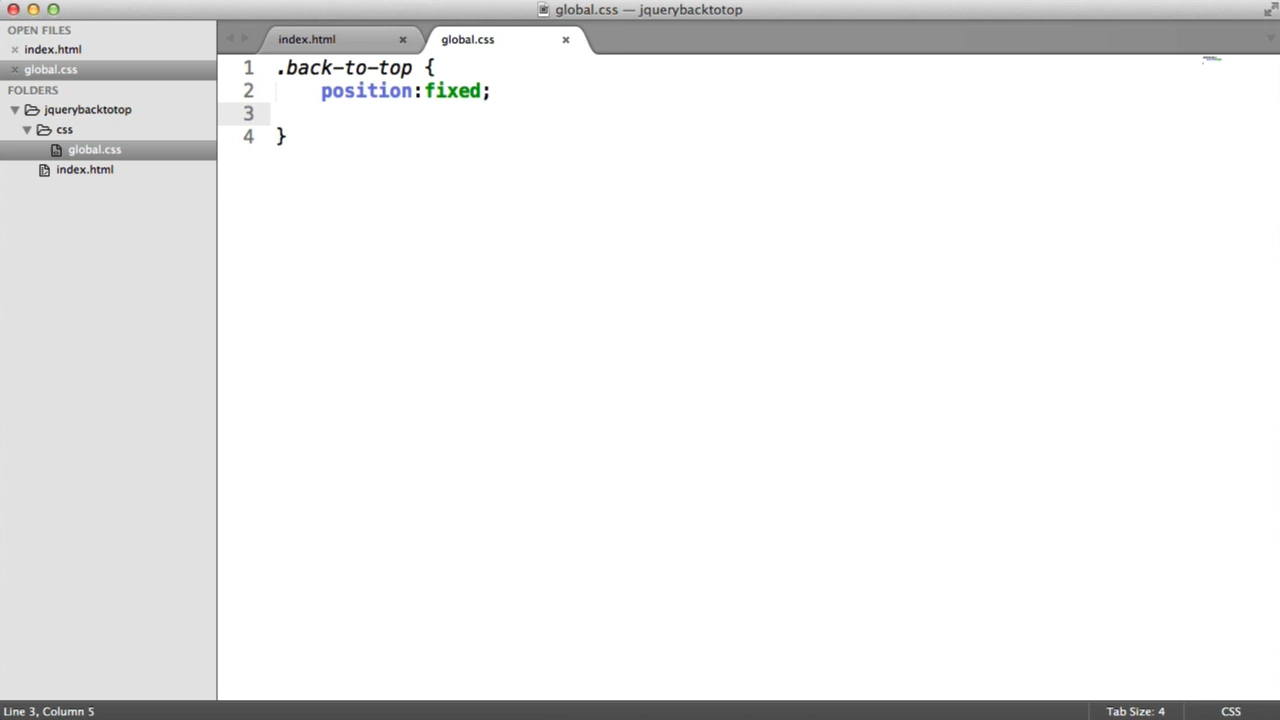 global.css — jquerybacktotop
OPEN FILES
index.html
global.css
FOLDERS
jquerybacktotop
css
global.css
index.html
index.html
global.css
1 .back-to-top {
2 position:fixed;
3
4 }
Line 3, Column 5
Tab Size: 4
CSS